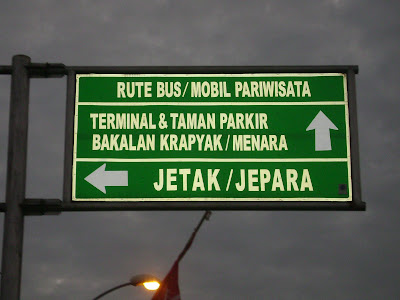 RUTE BUS/MOBIL PARIWISATA
TERMINAL & TAMAN PARKIR
BAKALAN KRAPYAK/MENARA
JETAK/JEPARA